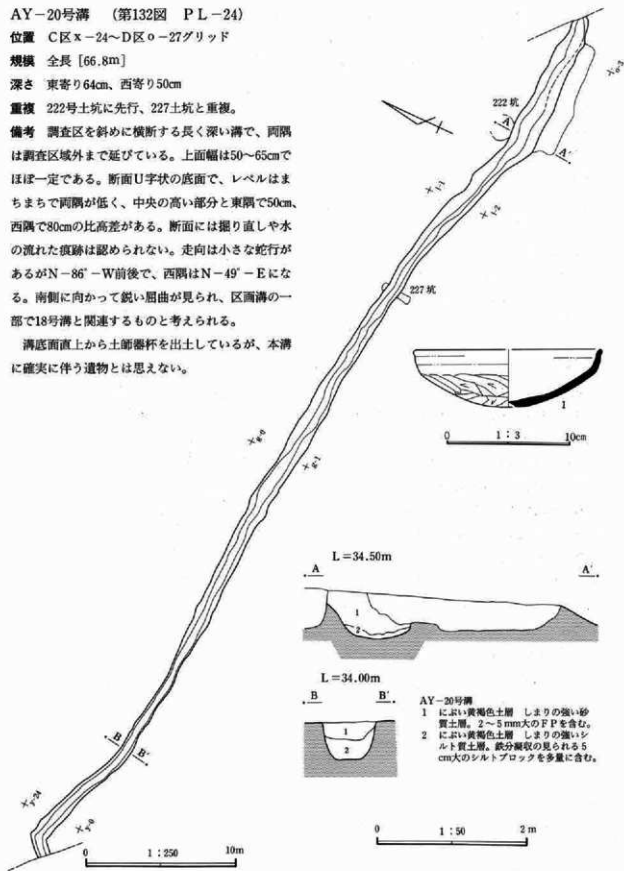 AY-20号溝 (第132図 PL-24)
位置 C区x-24~D区o-27グリッド
規模 全長[66.8m]
深さ 東寄り64cm、西寄り50cm
重複 222号土坑に先行、227土坑と重複。
備考 調査区を斜めに横断する長く深い溝で、両隅
は調査区域外まで延びている。上面幅は50~65cmで
ほぼ一定である。断面U字状の底面で、レベルはま
ちまちで両隅が低く、中央の高い部分と東隅で50cm、
西隅で80cmの比高差がある。断面には掘り直しや水
の流れた痕跡は認められない。走向は小さな蛇行が
あるがN-86°-W前後で、西隅はN-49°-Eにな
る。南側に向かって鋭い屈曲が見られ、区画溝の一
部で18号溝と関連するものと考えられる。
溝底面直上から土師器杯を出土しているが、本溝
に確実に伴う遺物とは思えない。
222坑
A
A'
o-3
1-1
1-2
227坑
1
0 1:3 10cm
g-0
g-1
L=34.50m
A A'
1
2
L=34.00m
B B'
1
2
AY-20号溝
1 にぶい黄褐色土層 しまりの強い砂
質土層。2~5mm大のFPを含む。
2 にぶい黄褐色土層 しまりの強いシ
ルト質土層。鉄分凝収の見られる5
cm大のシルトブロックを多量に含む。
B
B'
0 1:250 10m
0 1:50 2m